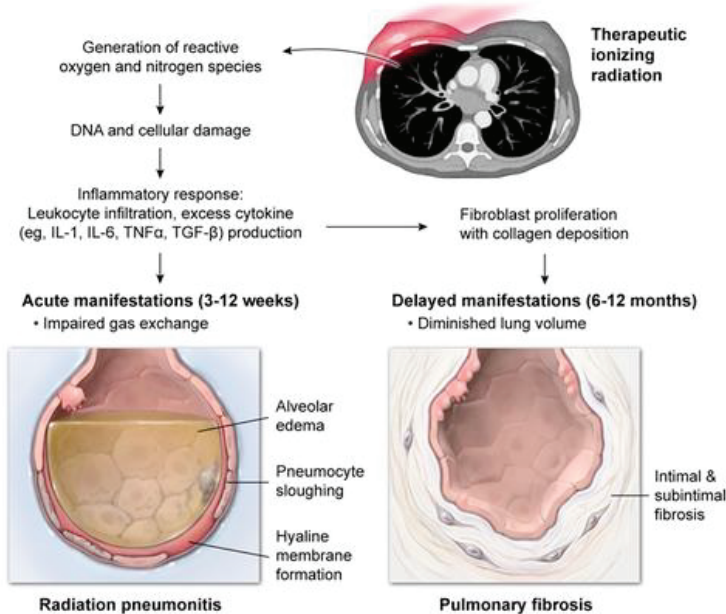 Therapeutic
ionizing
radiation
Generation of reactive
oxygen and nitrogen species
DNA and cellular damage
Inflammatory response:
Leukocyte infiltration, excess cytokine
(eg, IL-1, IL-6, TNFα, TGF-β) production
Fibroblast proliferation
with collagen deposition
Acute manifestations (3-12 weeks)
• Impaired gas exchange
Alveolar
edema
Pneumocyte
sloughing
Hyaline
membrane
formation
Radiation pneumonitis
Delayed manifestations (6-12 months)
• Diminished lung volume
Intimal &
subintimal
fibrosis
Pulmonary fibrosis